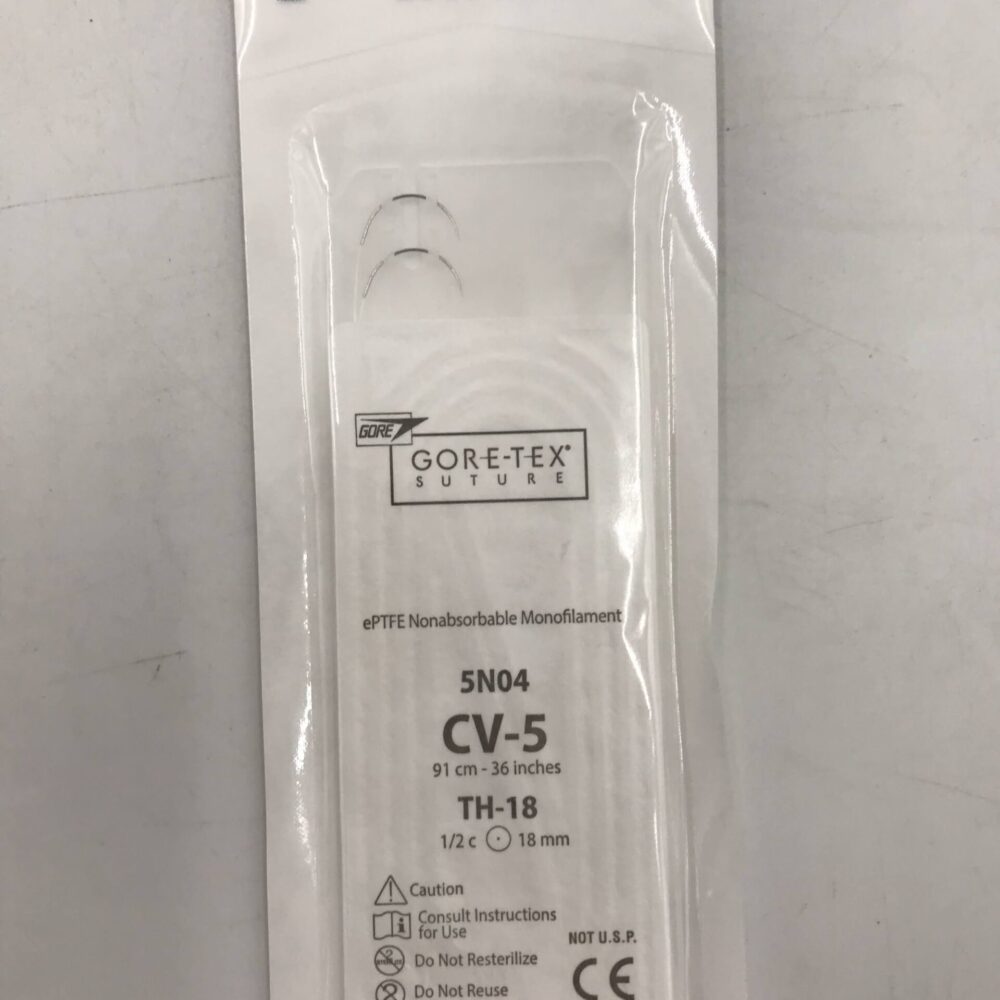 GORE
GORE-TEX®
SUTURE
ePTFE Nonabsorbable Monofilament
5N04
CV-5
91 cm - 36 inches
TH-18
1/2 c 18 mm
Caution
Consult Instructions
for Use
NOT U.S.P.
Do Not Resterilize
CE
Do Not Reuse